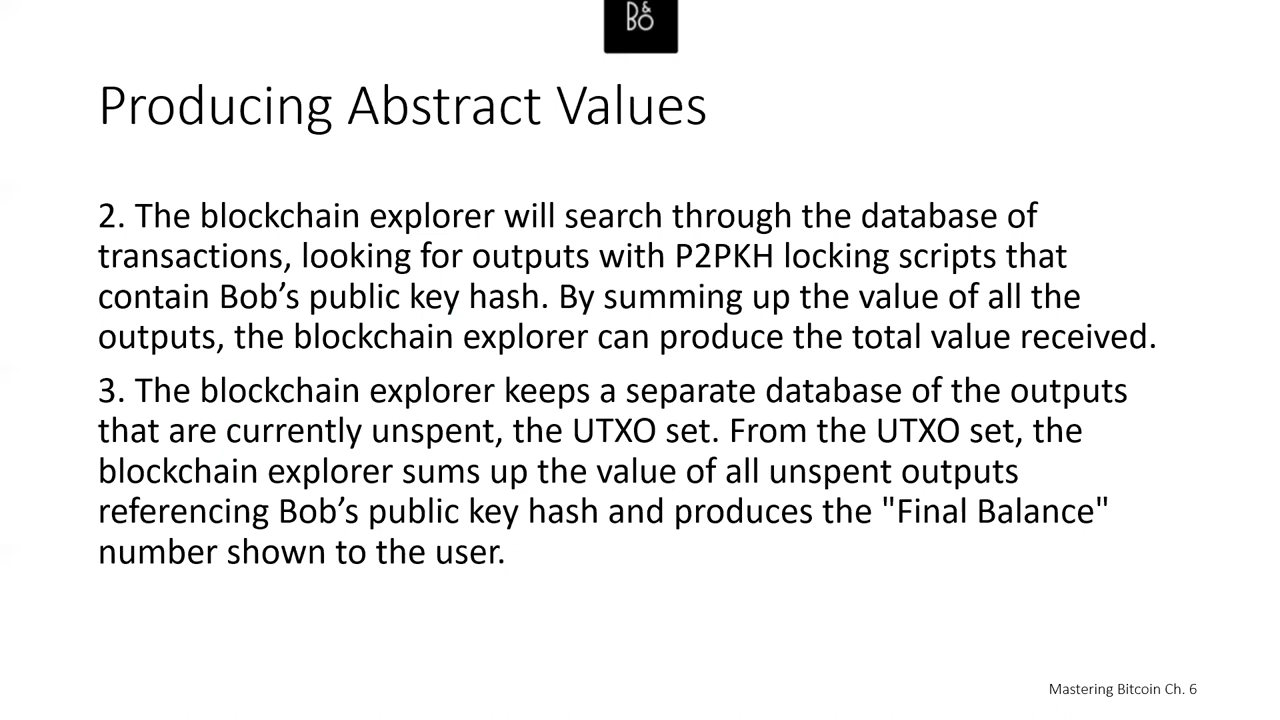 B&O
Producing Abstract Values
2. The blockchain explorer will search through the database of
transactions, looking for outputs with P2PKH locking scripts that
contain Bob’s public key hash. By summing up the value of all the
outputs, the blockchain explorer can produce the total value received.
3. The blockchain explorer keeps a separate database of the outputs
that are currently unspent, the UTXO set. From the UTXO set, the
blockchain explorer sums up the value of all unspent outputs
referencing Bob’s public key hash and produces the "Final Balance"
number shown to the user.
Mastering Bitcoin Ch. 6